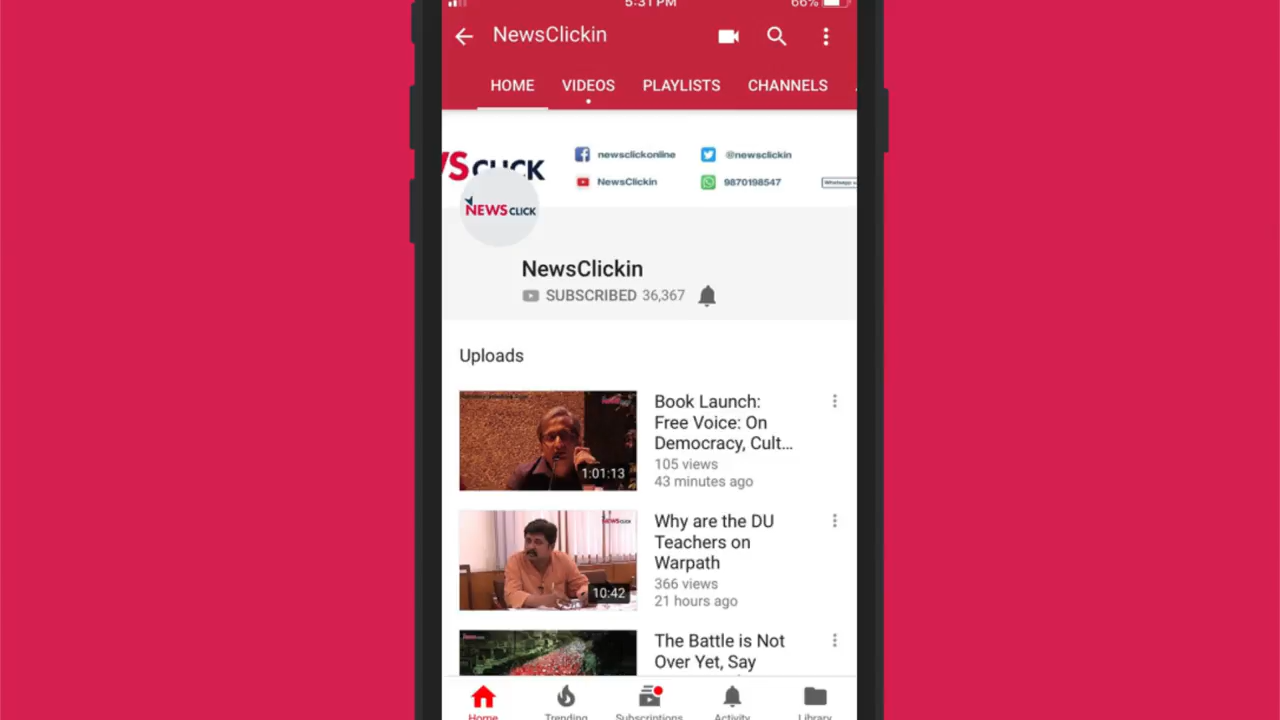 5:31 PM
66%
NewsClickin
HOME VIDEOS PLAYLISTS CHANNELS
CLICK
newsclickonline @newsclickin
NewsClickin 9870198547
Whatsapp
NEWSCLICK
NewsClickin
SUBSCRIBED 36,367
Uploads
Book Launch:
Free Voice: On
Democracy, Cult...
105 views
43 minutes ago
1:01:13
Why are the DU
Teachers on
Warpath
366 views
21 hours ago
NEWSCLICK
10:42
The Battle is Not
Over Yet, Say
Home Trending Subscriptions Activity Library